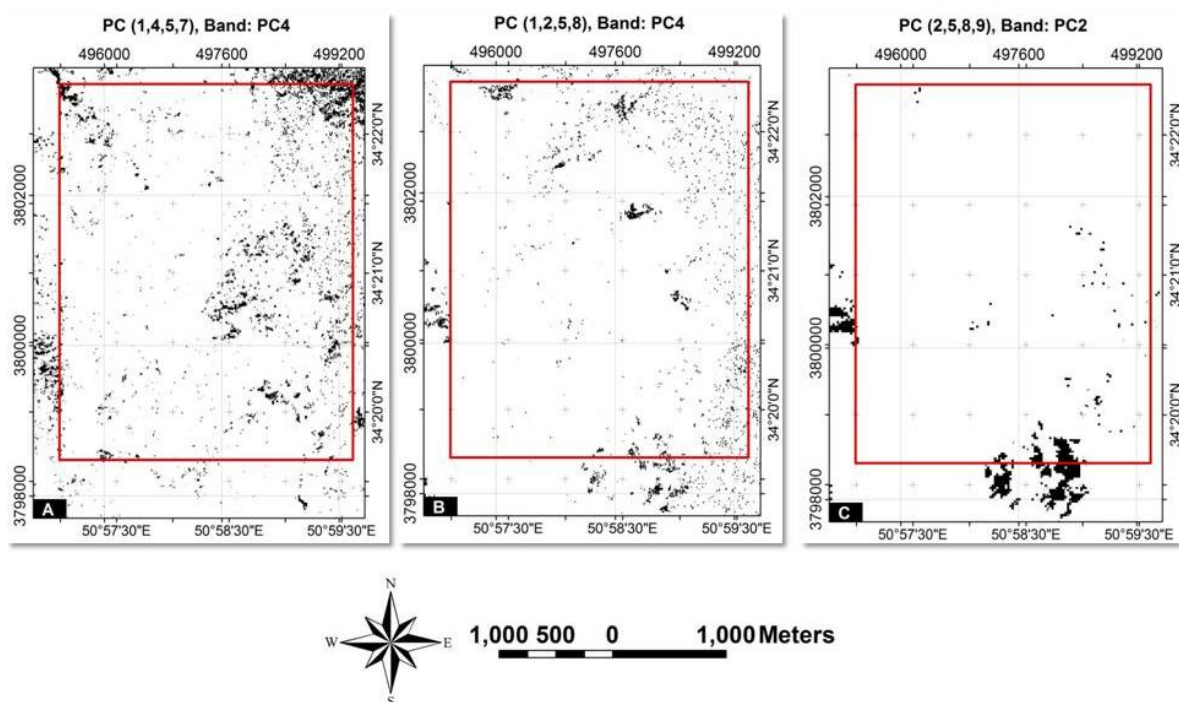 PC (1,4,5,7), Band: PC4
496000 497600 499200
3802000
3800000
3798000
34°22'0"N
34°21'0"N
34°20'0"N
A
50°57'30"E 50°58'30"E 50°59'30"E
PC (1,2,5,8), Band: PC4
496000 497600 499200
3802000
3800000
3798000
34°22'0"N
34°21'0"N
34°20'0"N
B
50°57'30"E 50°58'30"E 50°59'30"E
PC (2,5,8,9), Band: PC2
496000 497600 499200
3802000
3800000
3798000
34°22'0"N
34°21'0"N
34°20'0"N
C
50°57'30"E 50°58'30"E 50°59'30"E
N
W E
S
1,000 500 0 1,000 Meters